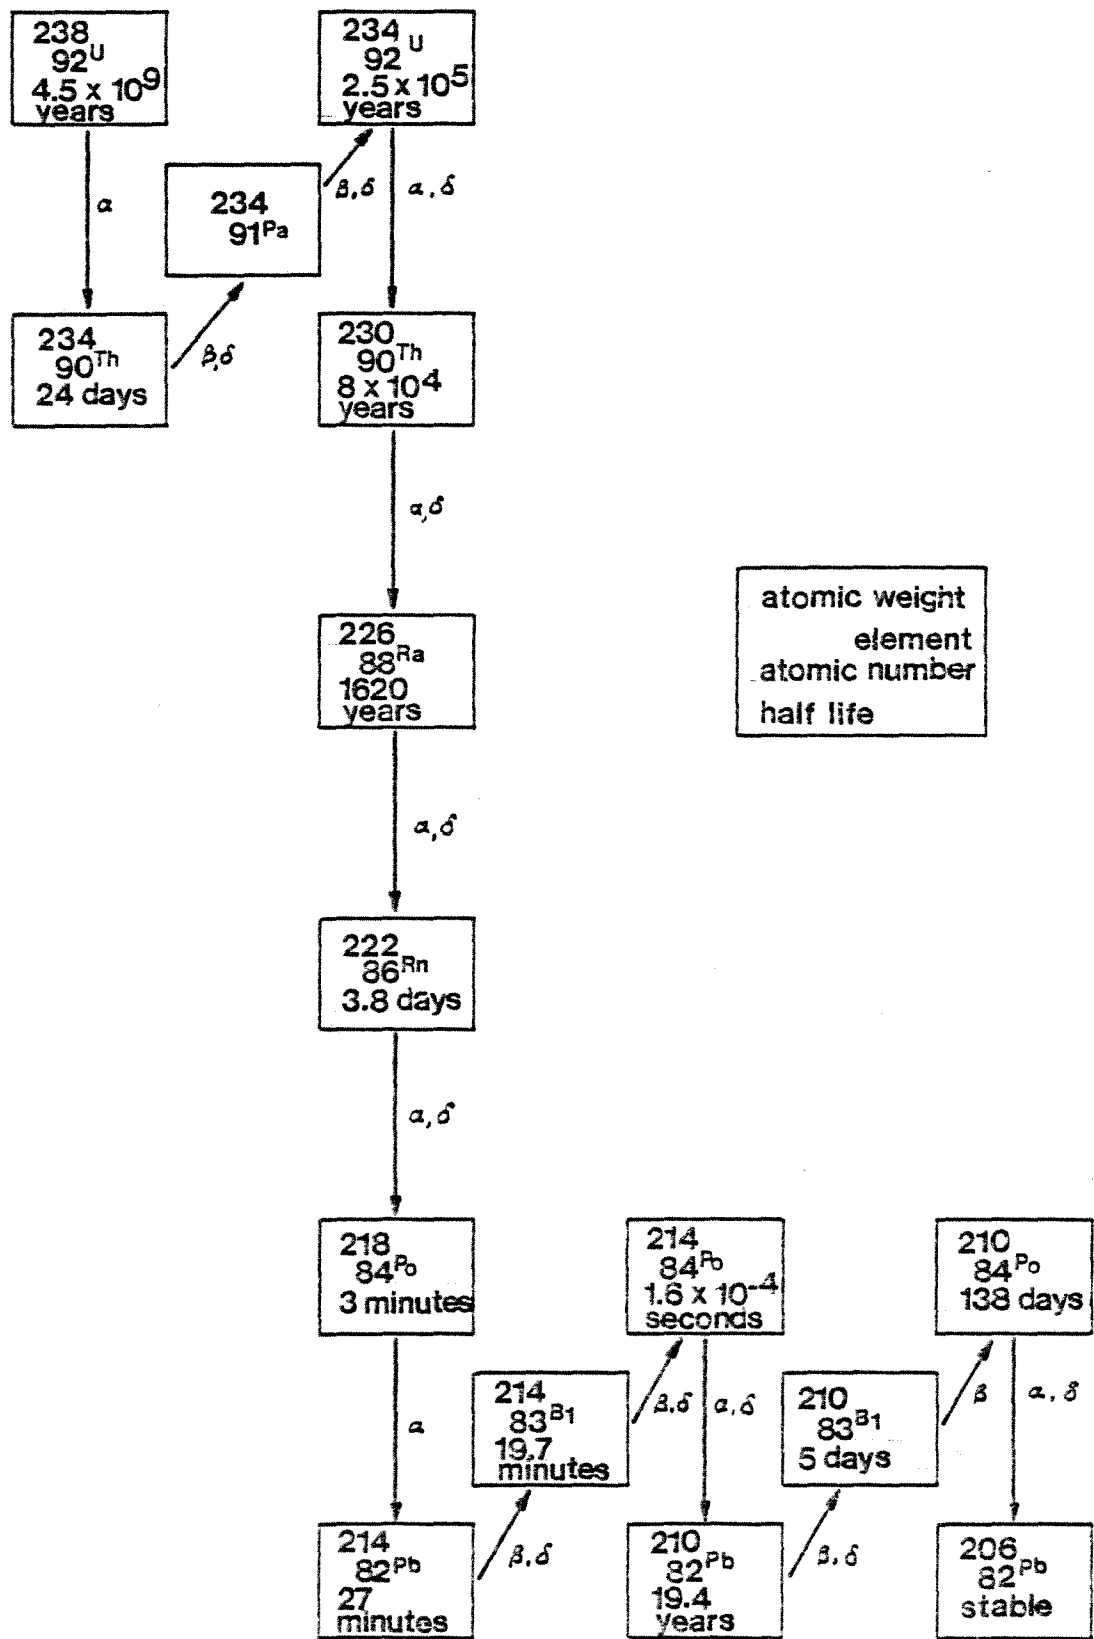 238
92U
4.5 x 10⁹
years
α
234
90Th
24 days
β,δ
234
91Pa
β,δ
234
92U
2.5 x 10⁵
years
α,δ
230
90Th
8 x 10⁴
years
α,δ
226
88Ra
1620
years
α,δ
222
86Rn
3.8 days
α,δ
218
84Po
3 minutes
α
214
82Pb
27
minutes
β,δ
214
83B1
19.7
minutes
β,δ
214
84Po
1.6 x 10⁻⁴
seconds
α,δ
210
82Pb
19.4
years
β,δ
210
83B1
5 days
β
210
84Po
138 days
α,δ
206
82Pb
stable
atomic weight
element
atomic number
half life